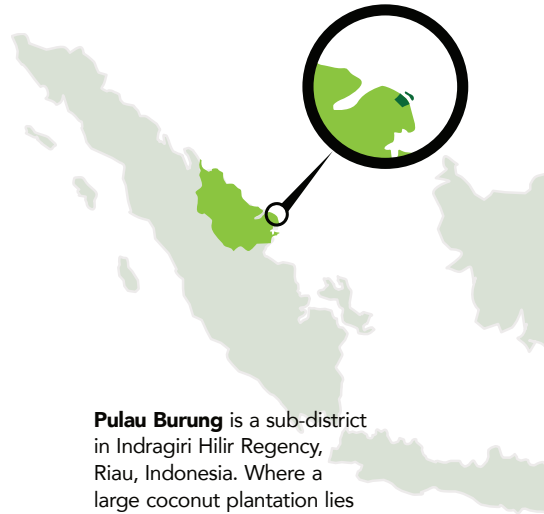 Pulau Burung is a sub-district
in Indragiri Hilir Regency,
Riau, Indonesia. Where a
large coconut plantation lies